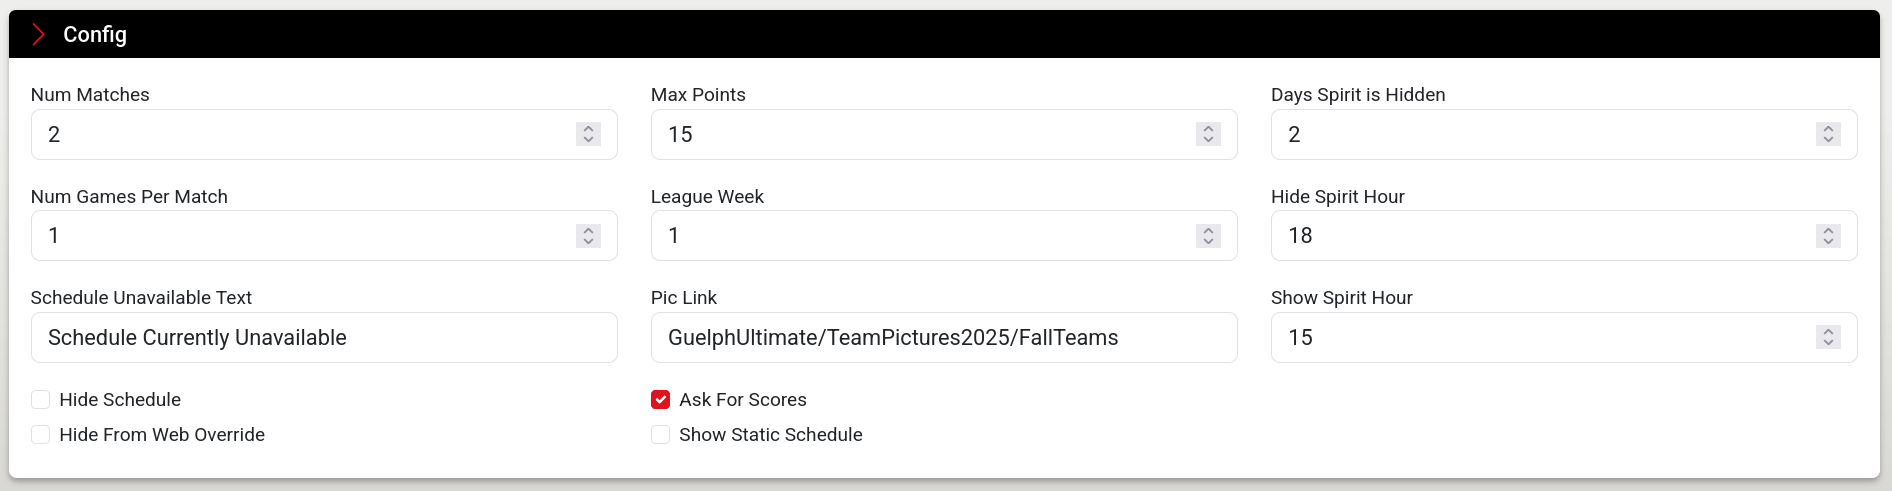 Config
Num Matches
Max Points
Days Spirit is Hidden
2
15
2
Num Games Per Match
League Week
Hide Spirit Hour
1
1
18
Schedule Unavailable Text
Pic Link
Show Spirit Hour
Schedule Currently Unavailable
GuelphUltimate/TeamPictures2025/FallTeams
15
Hide Schedule
Ask For Scores
Hide From Web Override
Show Static Schedule